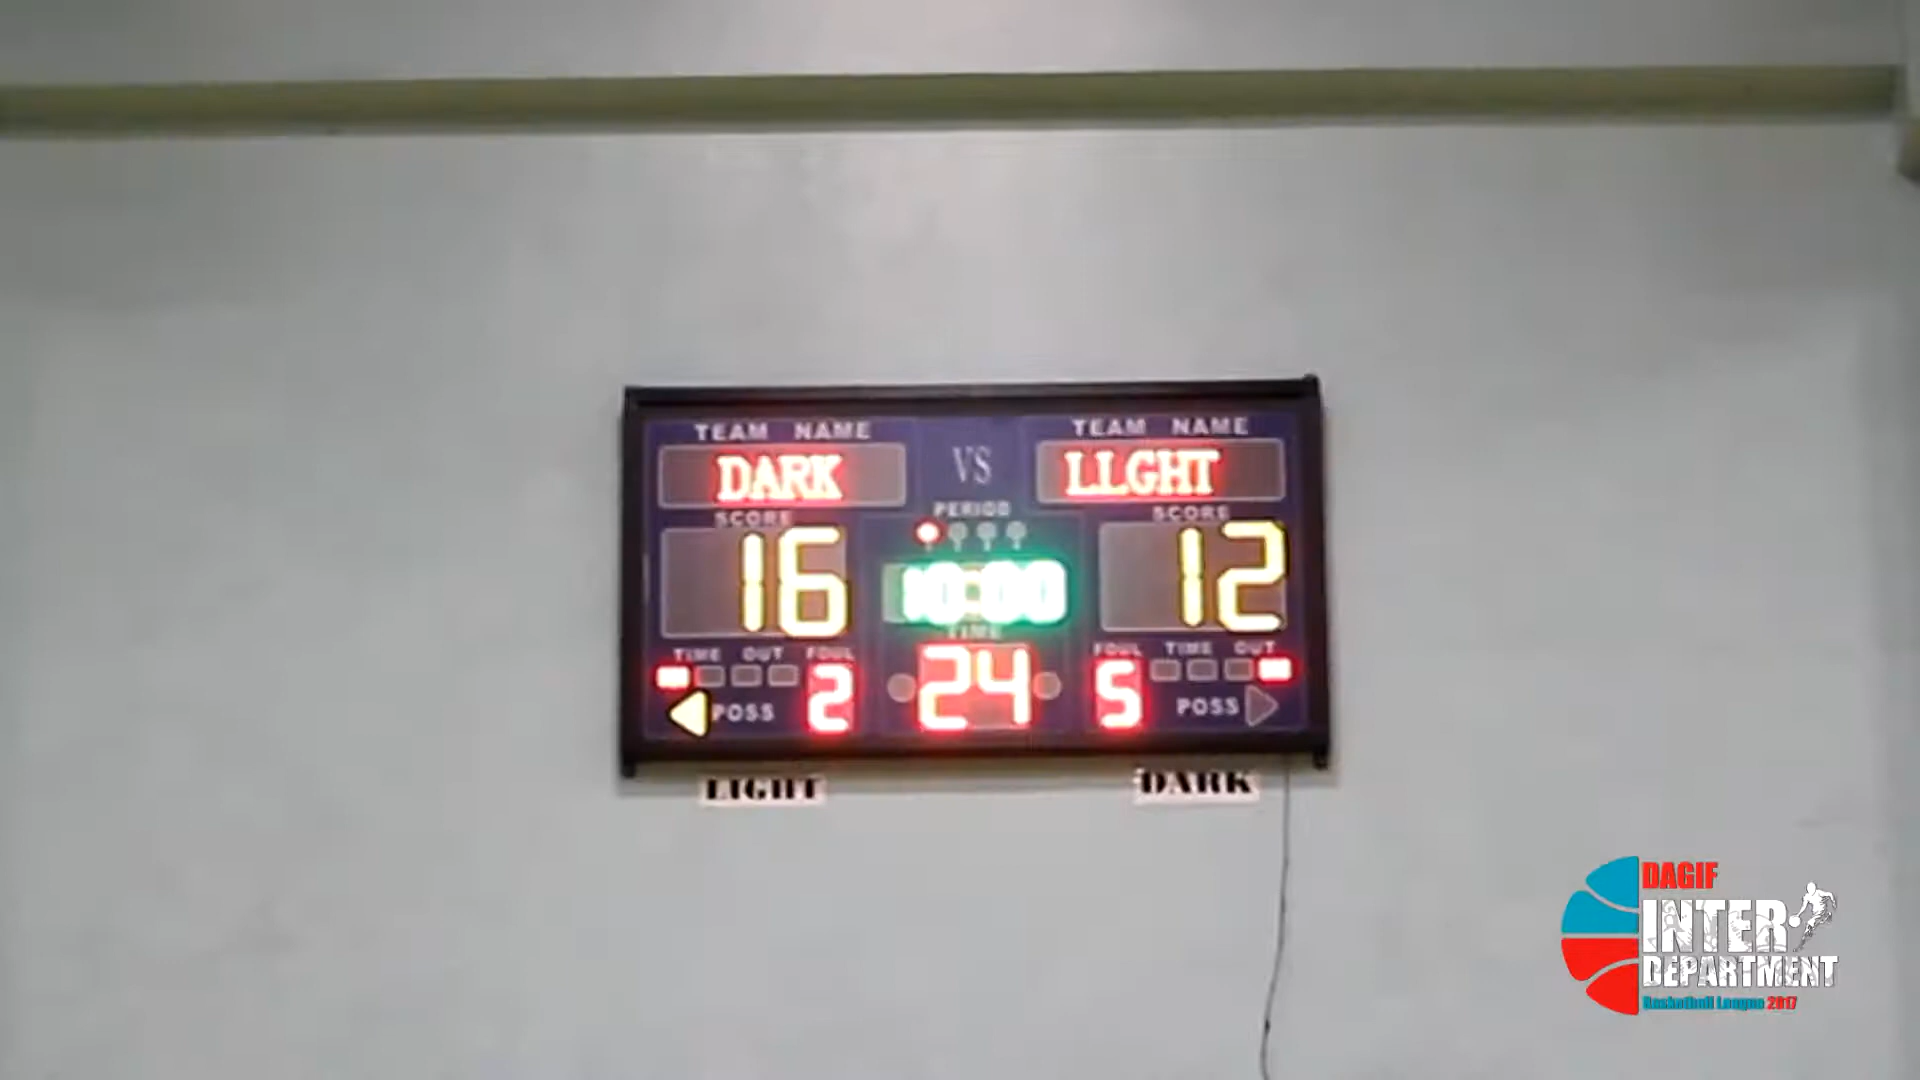 TEAM NAME
TEAM NAME
DARK
VS
LLGHT
SCORE
PERIOD
SCORE
16
10:00
12
TIME
TIME OUT FOUL
FOUL TIME OUT
2
24
5
POSS
POSS
LIGHT
DARK
DAGIF
INTER
DEPARTMENT
Basketball League 2017